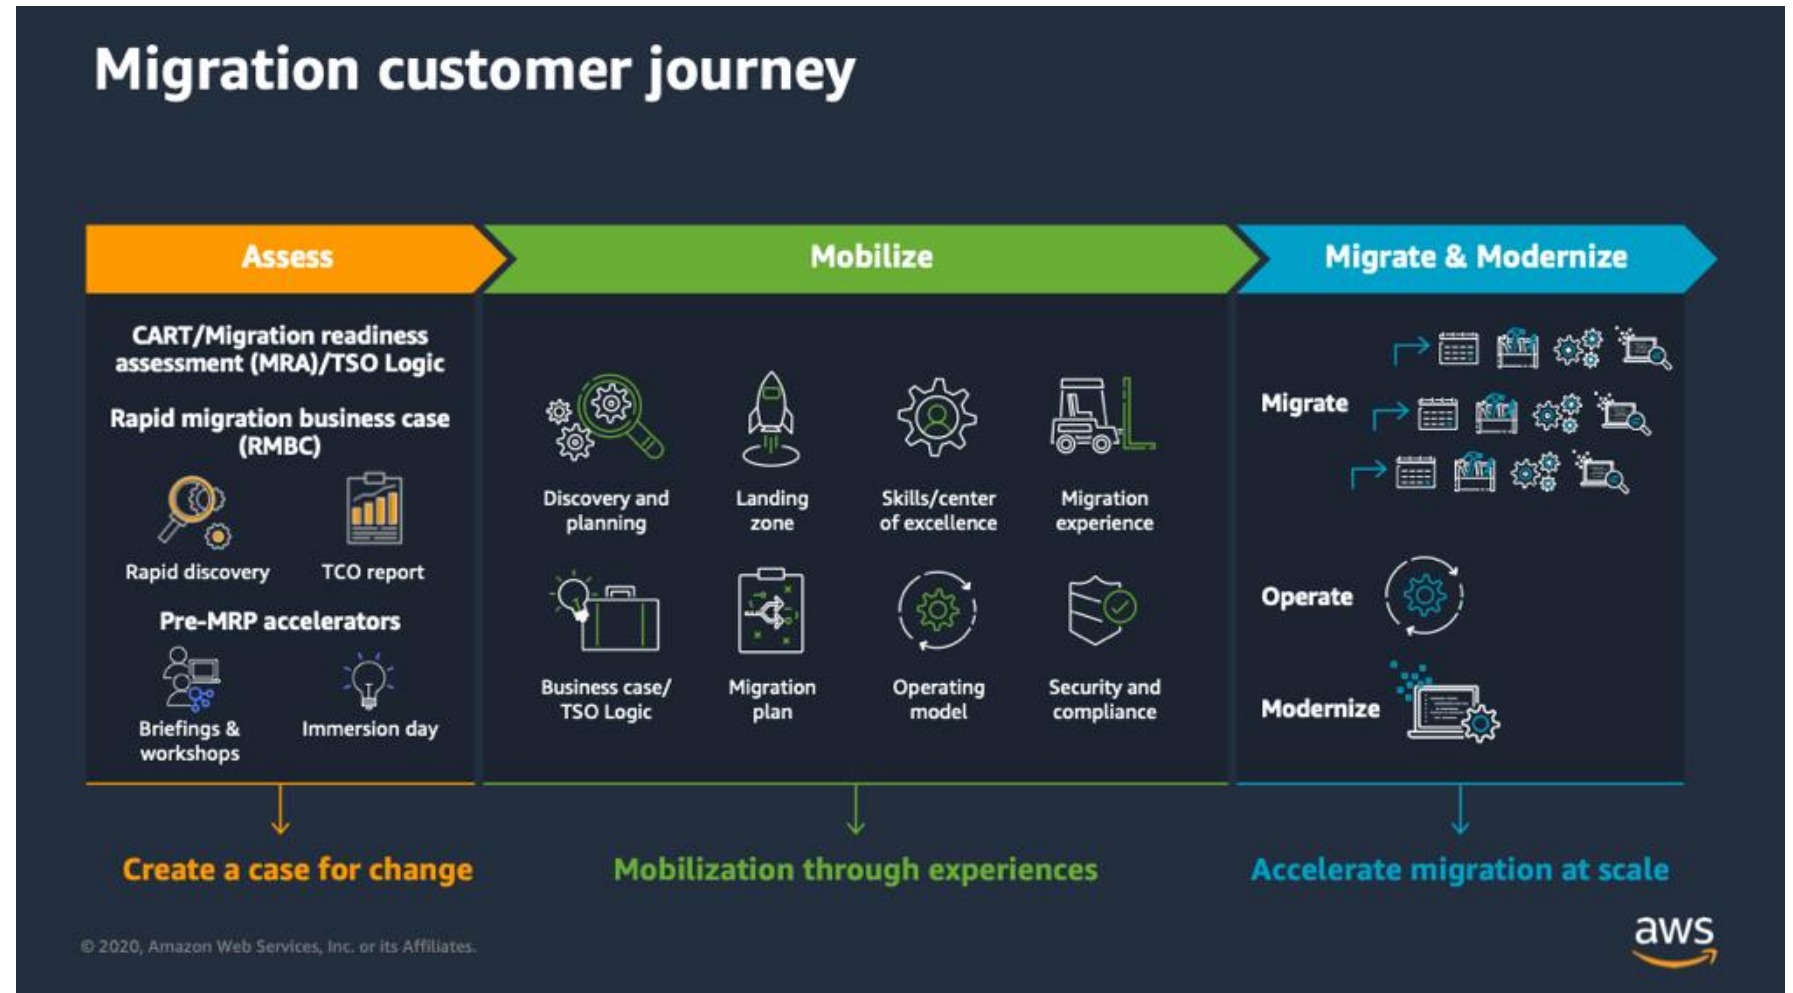 Migration customer journey
Assess
Mobilize
Migrate & Modernize
CART/Migration readiness
assessment (MRA)/TSO Logic
Rapid migration business case
(RMBC)
Rapid discovery
TCO report
Pre-MRP accelerators
Briefings &
workshops
Immersion day
Discovery and
planning
Landing
zone
Skills/center
of excellence
Migration
experience
Business case/
TSO Logic
Migration
plan
Operating
model
Security and
compliance
Migrate
Operate
Modernize
Create a case for change
Mobilization through experiences
Accelerate migration at scale
© 2020, Amazon Web Services, Inc. or its Affiliates.
aws